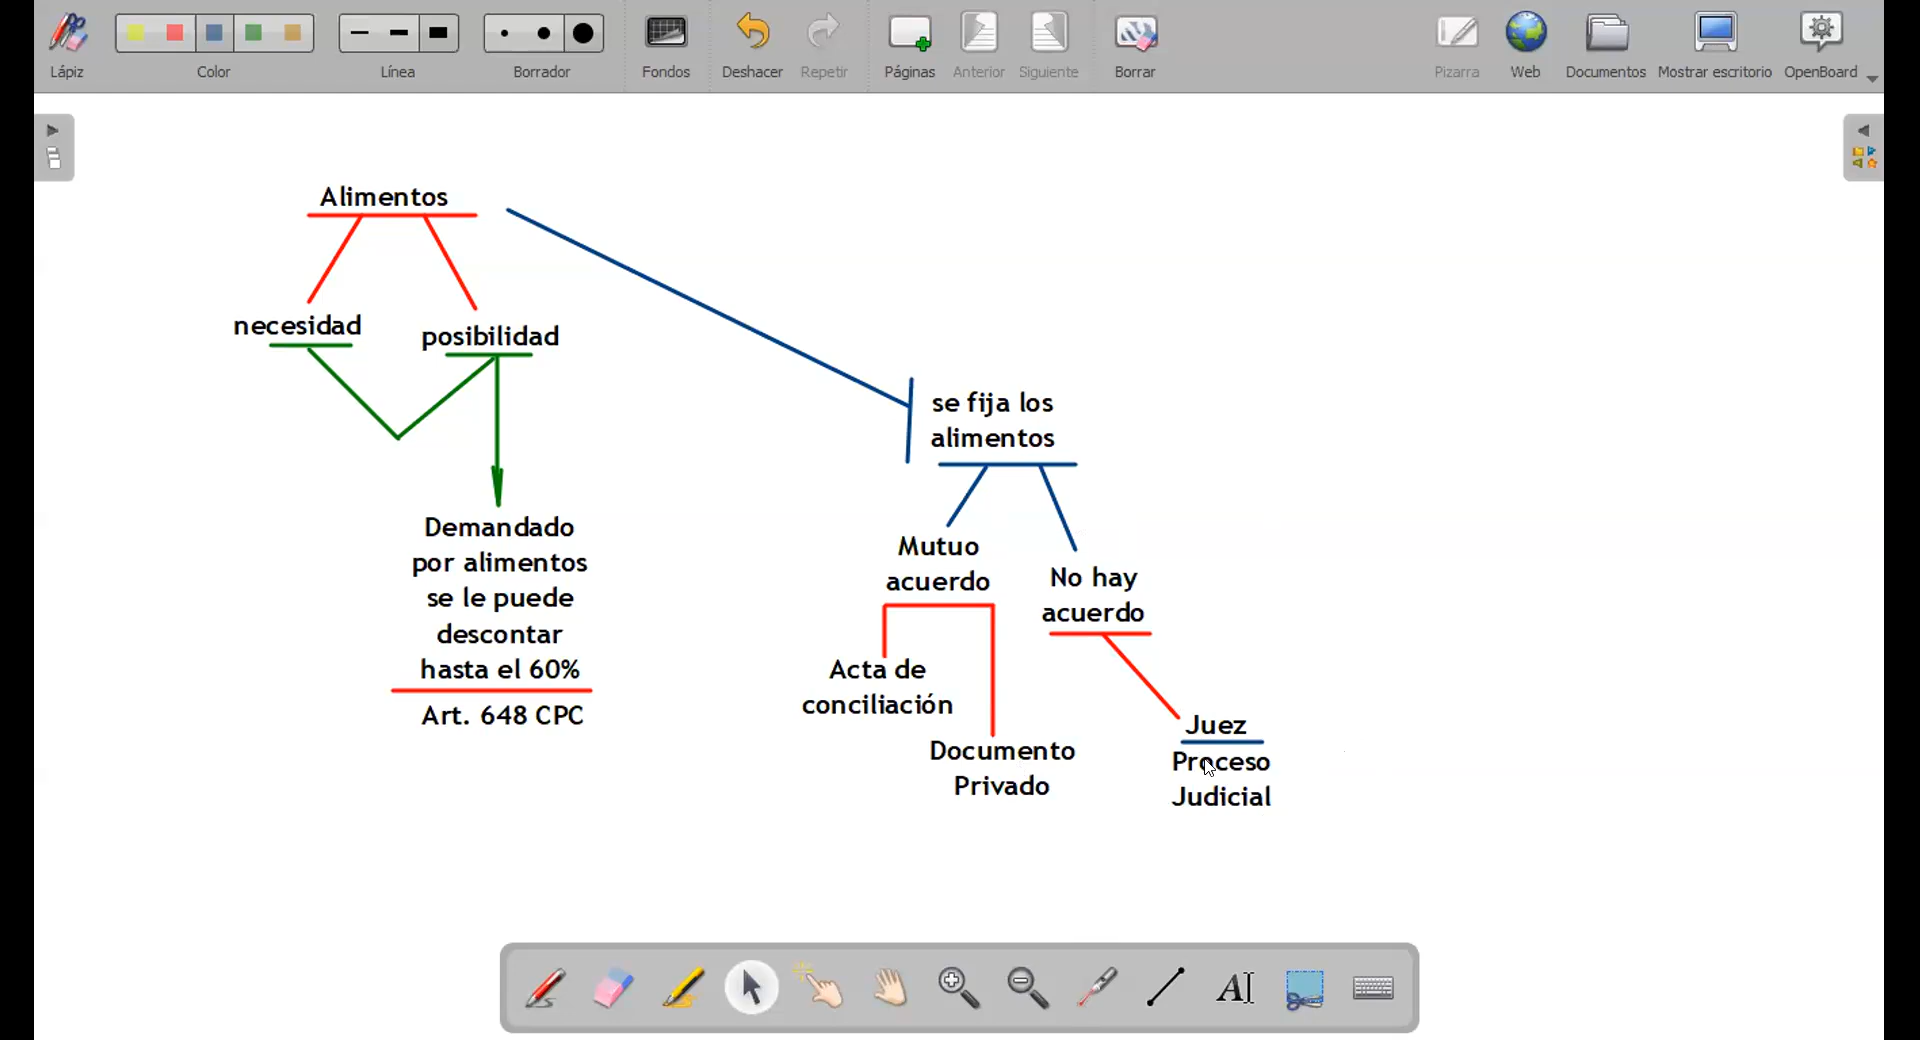 Lápiz
Color
Línea
Borrador
Fondos
Deshacer
Repetir
Páginas
Anterior
Siguiente
Borrar
Pizarra
Web
Documentos
Mostrar escritorio
OpenBoard
Alimentos
necesidad
posibilidad
Demandado
por alimentos
se le puede
descontar
hasta el 60%
Art. 648 CPC
se fija los
alimentos
Mutuo
acuerdo
No hay
acuerdo
Acta de
conciliación
Documento
Privado
Juez
Proceso
Judicial
AI